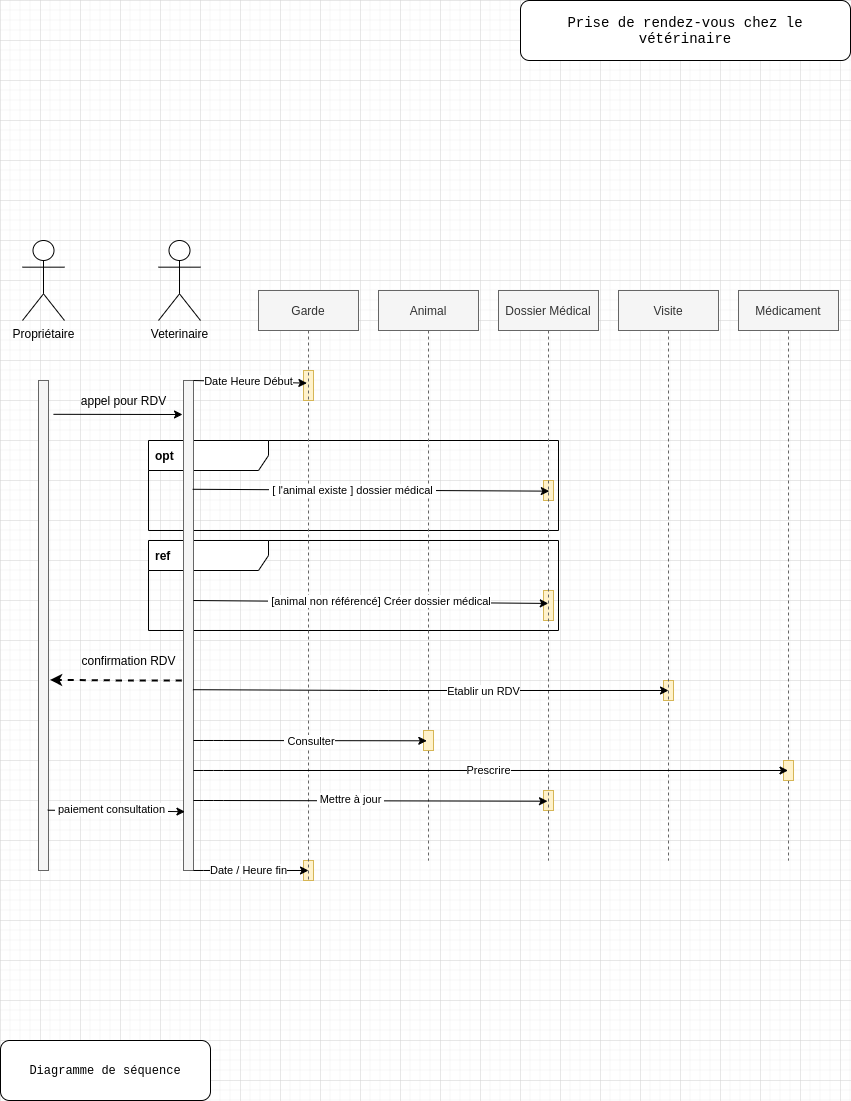 Prise de rendez-vous chez le
vétérinaire
Propriétaire
Veterinaire
Garde
Animal
Dossier Médical
Visite
Médicament
Date Heure Début
appel pour RDV
opt
[ l'animal existe ] dossier médical
ref
[animal non référencé] Créer dossier médical
confirmation RDV
Etablir un RDV
Consulter
Prescrire
Mettre à jour
paiement consultation
Date / Heure fin
Diagramme de séquence